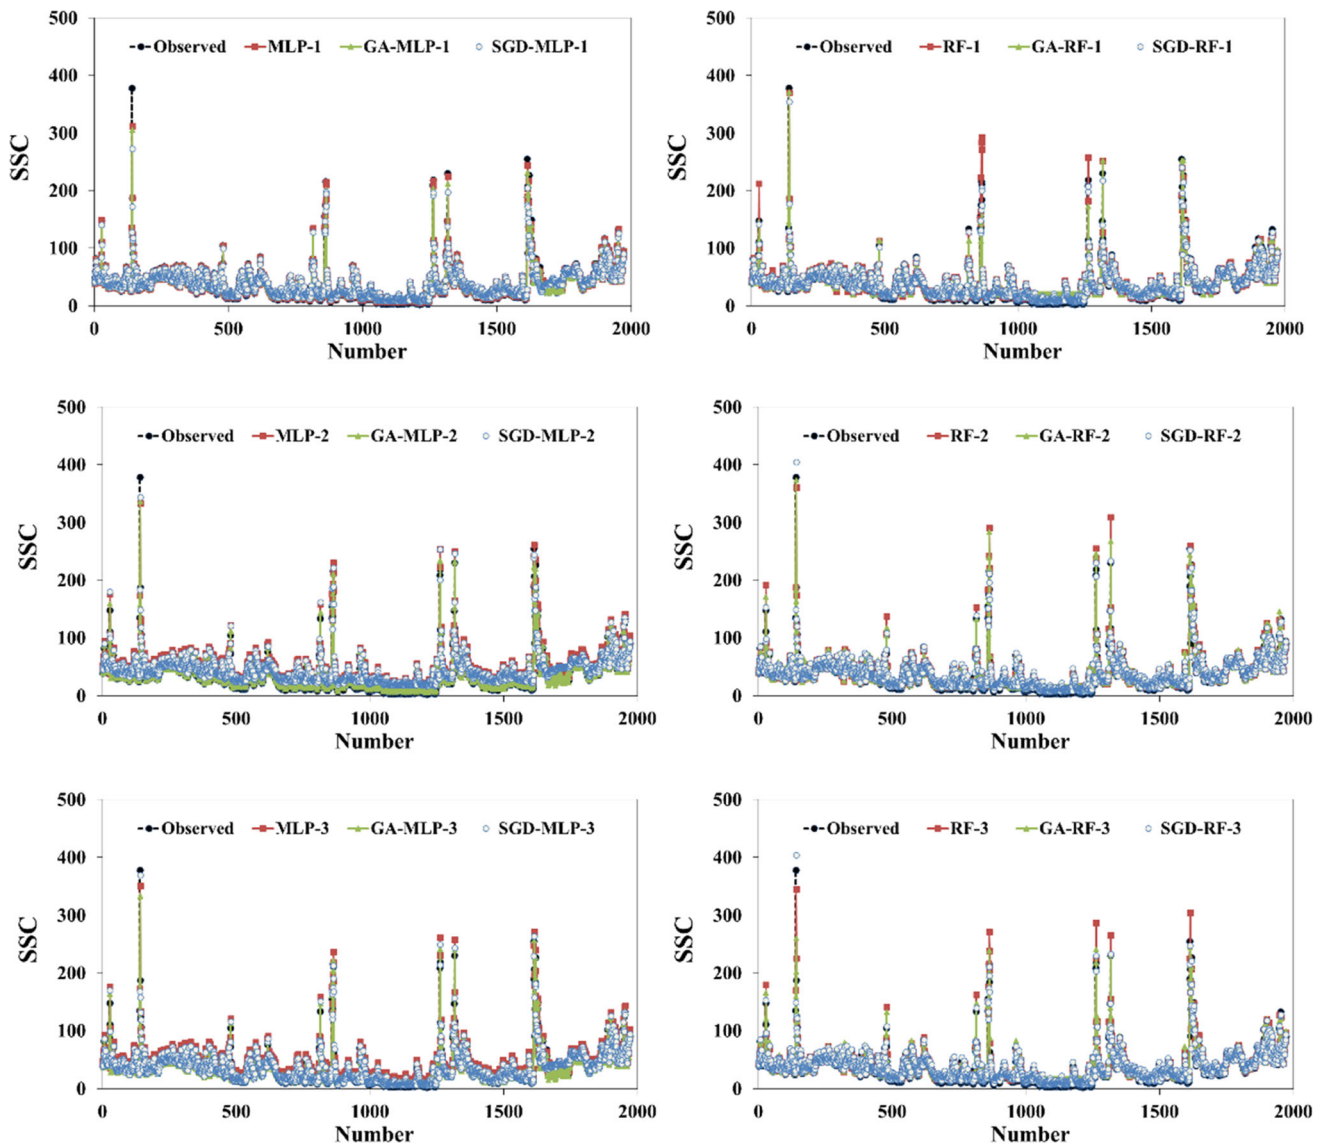 500
400
300
200
100
0
SSC
Observed MLP-1 GA-MLP-1 SGD-MLP-1
0 500 1000 1500 2000
Number
500
400
300
200
100
0
SSC
Observed RF-1 GA-RF-1 SGD-RF-1
0 500 1000 1500 2000
Number
500
400
300
200
100
0
SSC
Observed MLP-2 GA-MLP-2 SGD-MLP-2
0 500 1000 1500 2000
Number
500
400
300
200
100
0
SSC
Observed RF-2 GA-RF-2 SGD-RF-2
0 500 1000 1500 2000
Number
500
400
300
200
100
0
SSC
Observed MLP-3 GA-MLP-3 SGD-MLP-3
0 500 1000 1500 2000
Number
500
400
300
200
100
0
SSC
Observed RF-3 GA-RF-3 SGD-RF-3
0 500 1000 1500 2000
Number